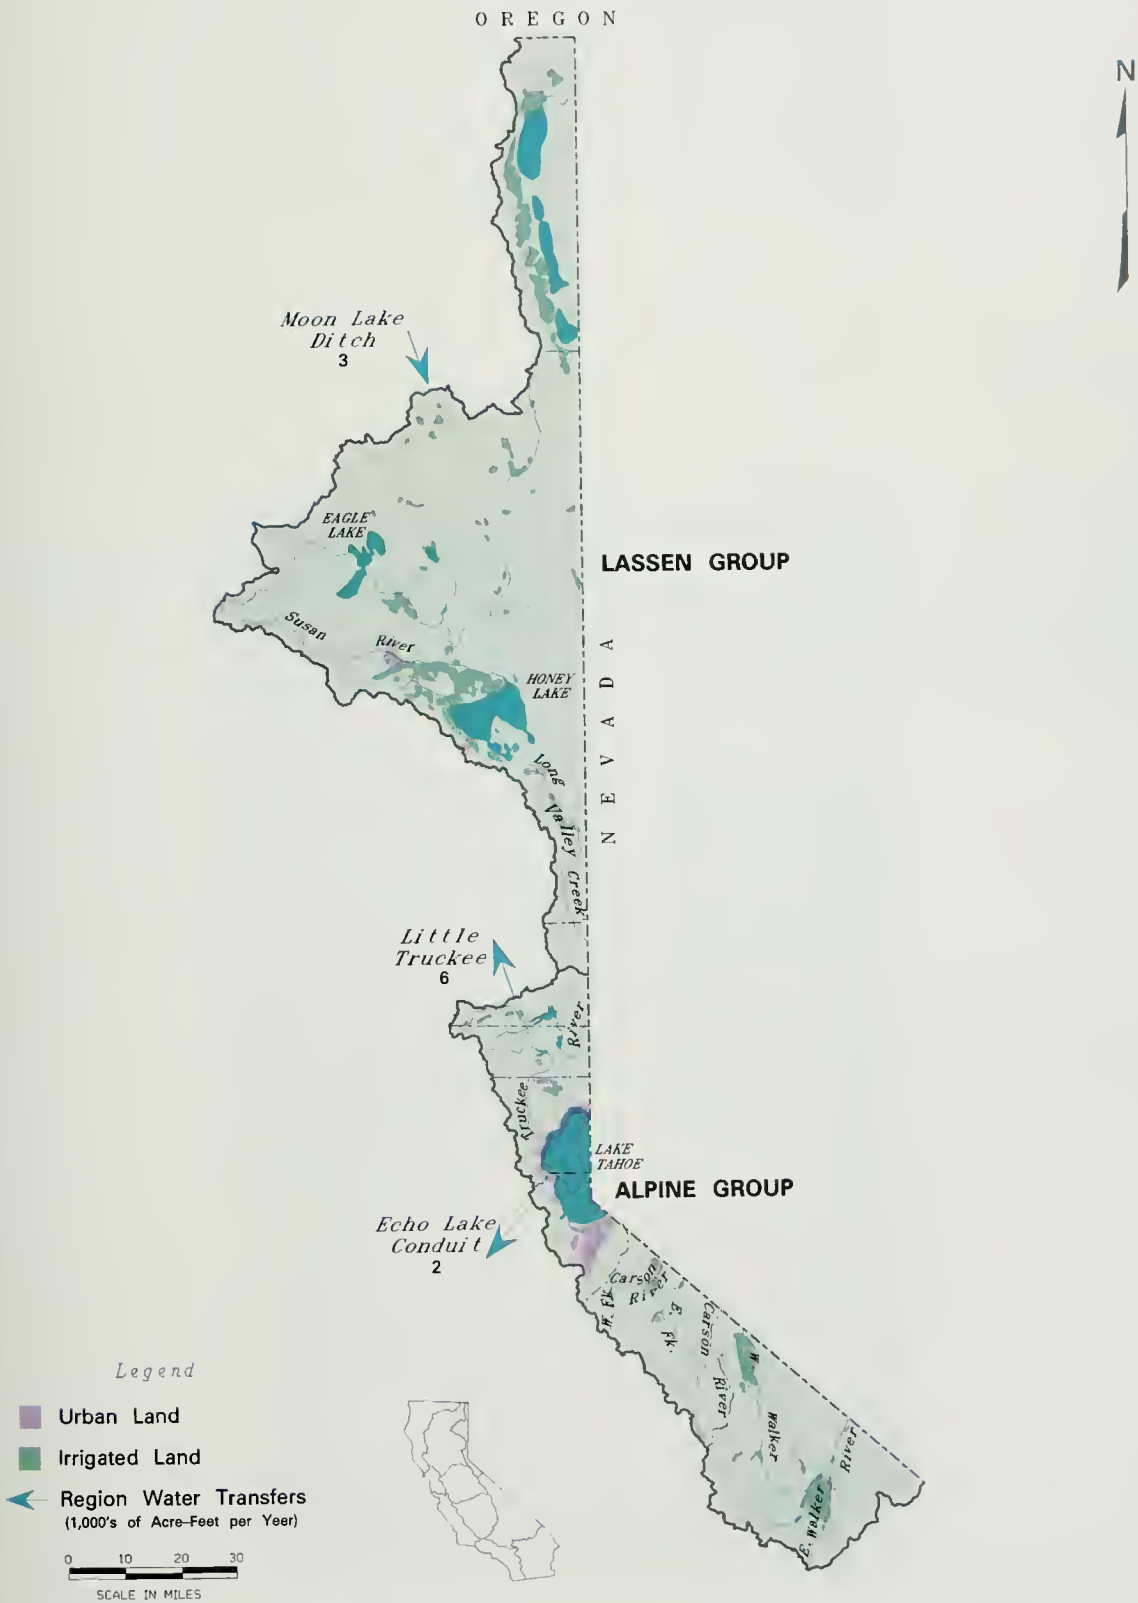 OREGON
N
Moon Lake
Ditch
3
EAGLE
LAKE
LASSEN GROUP
Susan
River
NEVADA
HONEY
LAKE
Long
Valley
Creek
Little
Truckee
6
River
Truckee
LAKE
TAHOE
ALPINE GROUP
Echo Lake
Conduit
2
W. Fk.
Carson
River
E.
Fk.
Carson
River
W.
Walker
River
E. Walker
Legend
Urban Land
Irrigated Land
Region Water Transfers
(1,000's of Acre-Feet per Year)
0 10 20 30
SCALE IN MILES